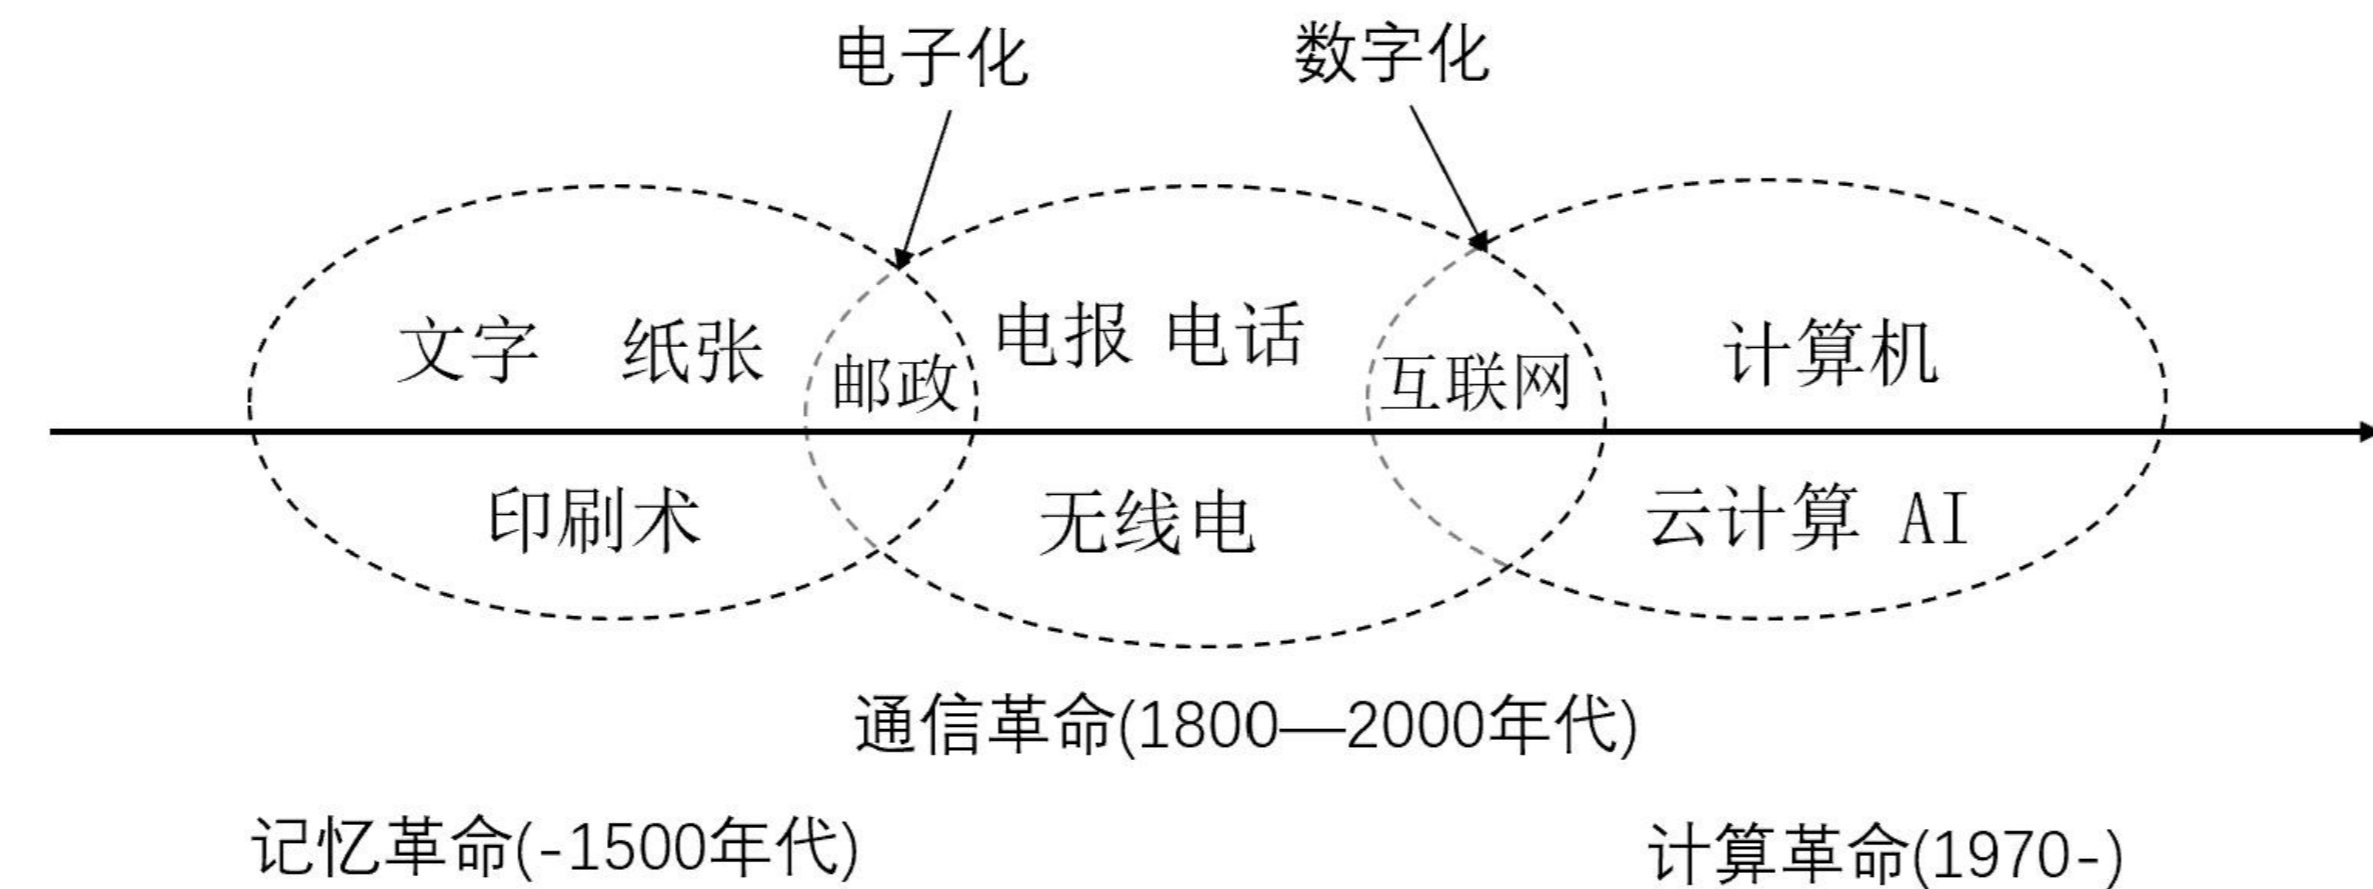 电子化 数字化
文字 纸张 邮政 电报 电话 互联网 计算机
印刷术 无线电 云计算 AI
通信革命(1800—2000年代)
记忆革命(-1500年代) 计算革命(1970-)